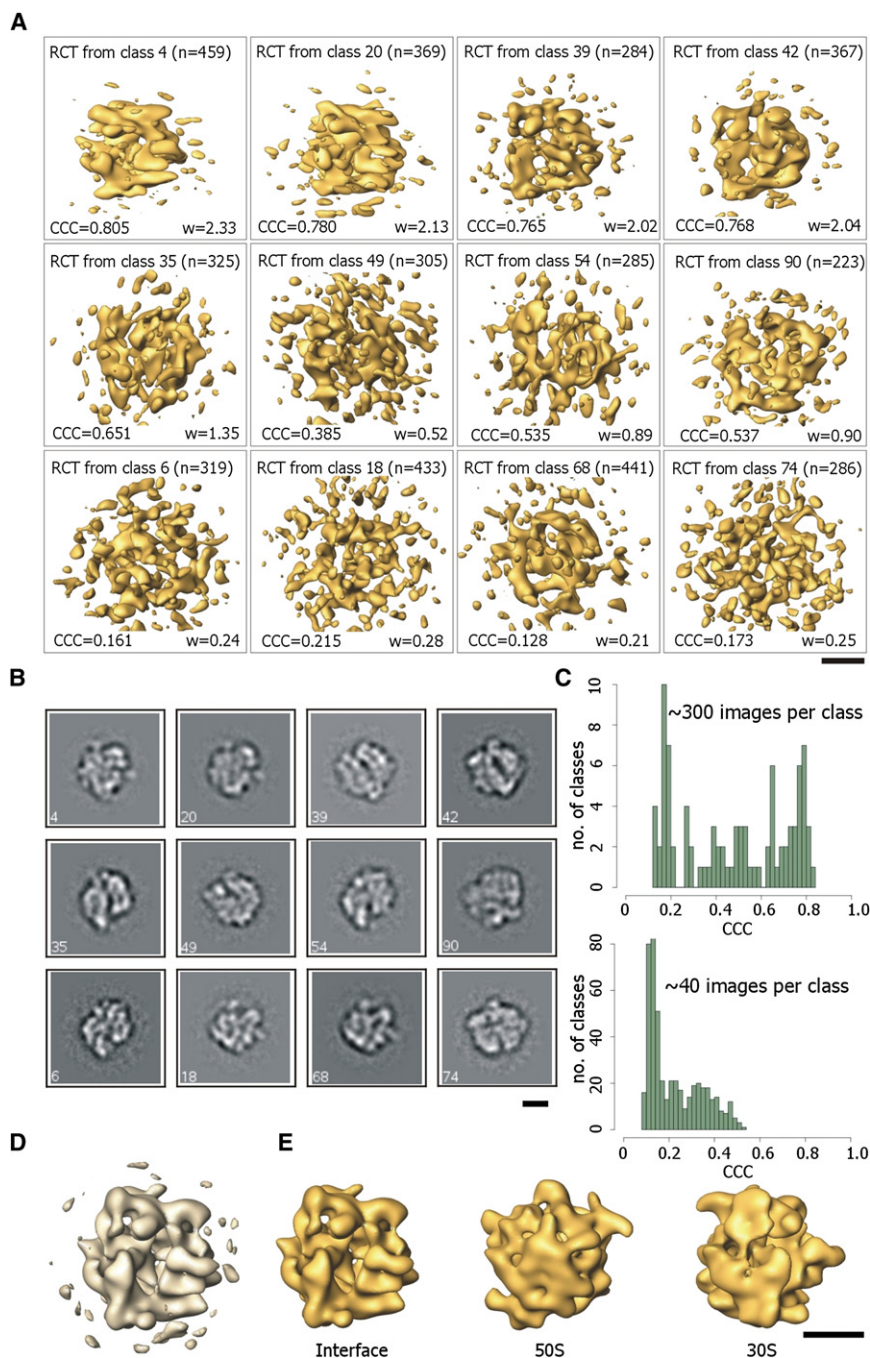 A
RCT from class 4 (n=459)
CCC=0.805 w=2.33
RCT from class 20 (n=369)
CCC=0.780 w=2.13
RCT from class 39 (n=284)
CCC=0.765 w=2.02
RCT from class 42 (n=367)
CCC=0.768 w=2.04
RCT from class 35 (n=325)
CCC=0.651 w=1.35
RCT from class 49 (n=305)
CCC=0.385 w=0.52
RCT from class 54 (n=285)
CCC=0.535 w=0.89
RCT from class 90 (n=223)
CCC=0.537 w=0.90
RCT from class 6 (n=319)
CCC=0.161 w=0.24
RCT from class 18 (n=433)
CCC=0.215 w=0.28
RCT from class 68 (n=441)
CCC=0.128 w=0.21
RCT from class 74 (n=286)
CCC=0.173 w=0.25
B
4
20
39
42
35
49
54
90
6
18
68
74
C
~300 images per class
no. of classes
10
8
6
4
2
0
0 0.2 0.4 0.6 0.8 1.0
CCC
~40 images per class
no. of classes
80
60
40
20
0
0 0.2 0.4 0.6 0.8 1.0
CCC
D
E
Interface
50S
30S